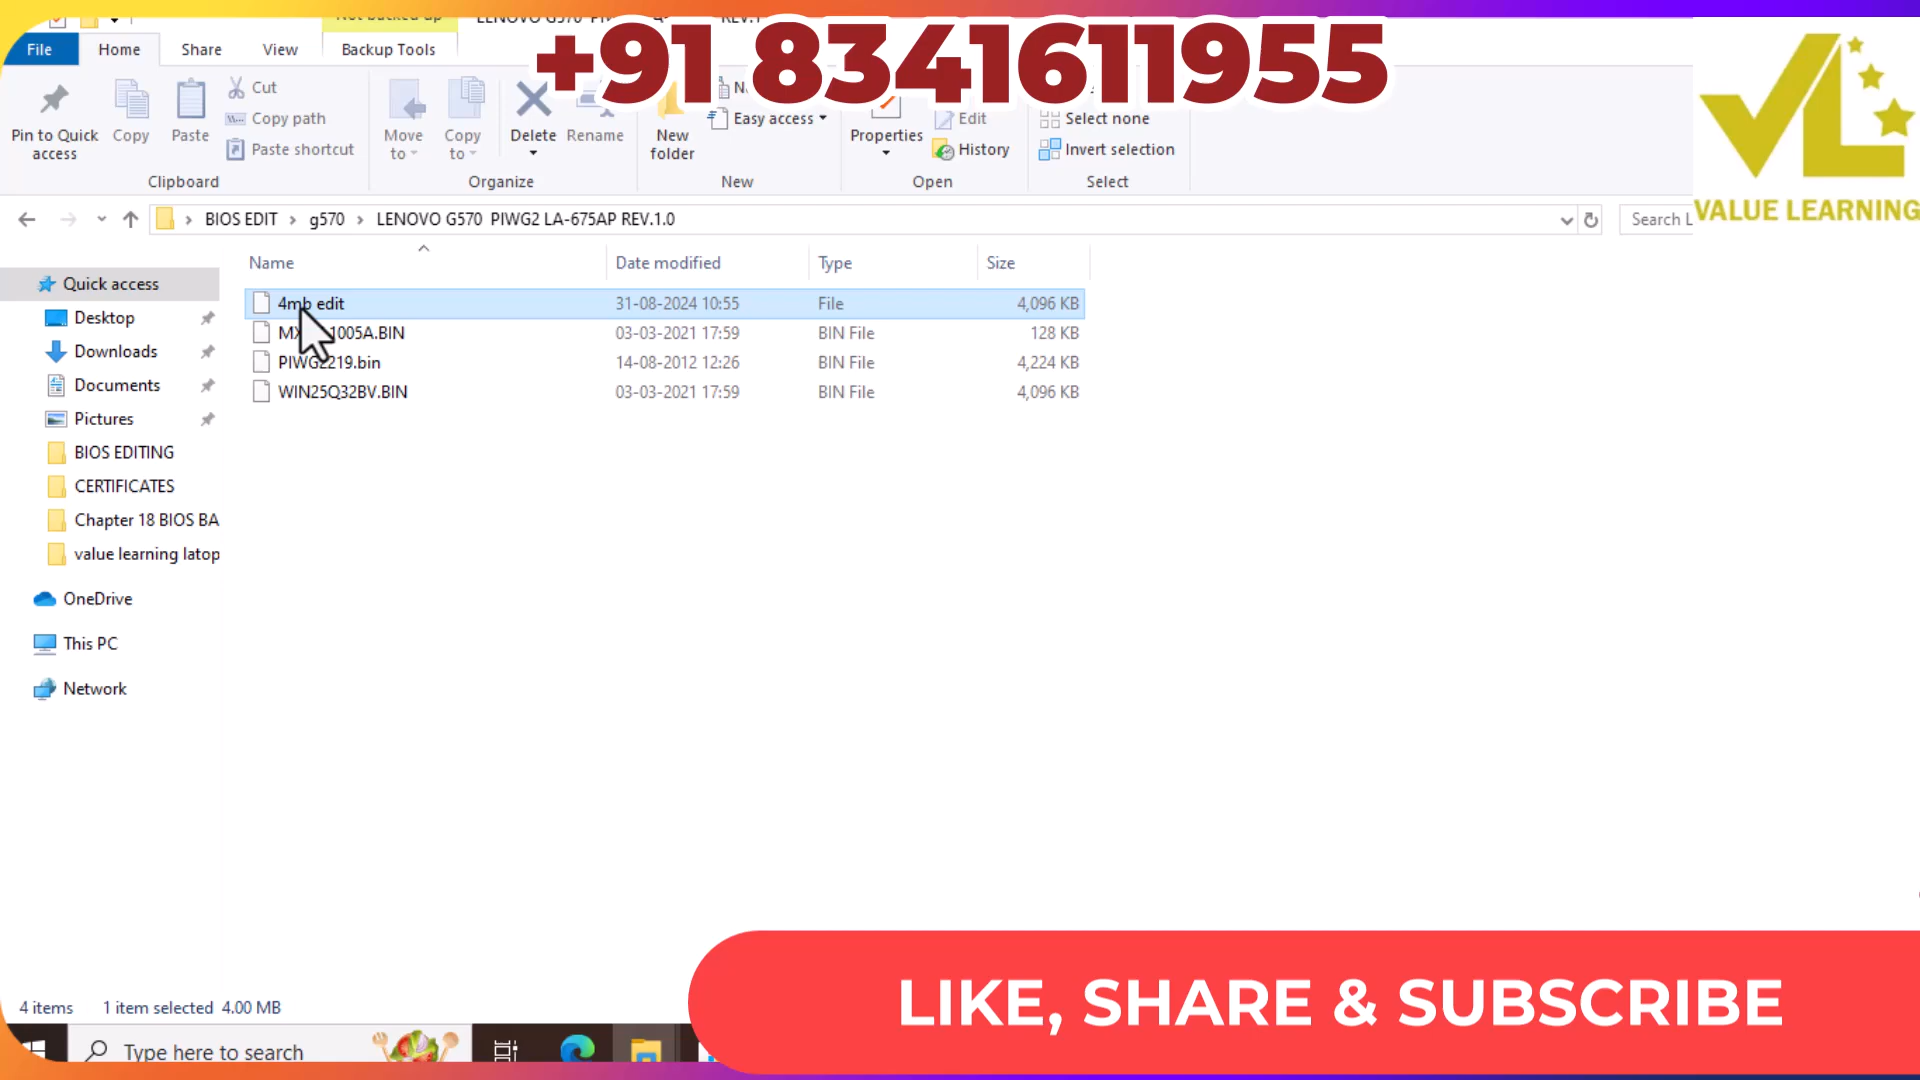 +91 8341611955
File Home Share View Backup Tools
Pin to Quick access
Copy
Paste
Cut
Copy path
Paste shortcut
Move to
Copy to
Delete
Rename
New folder
Easy access
Properties
Edit
History
Select none
Invert selection
Clipboard Organize New Open Select
VALUE LEARNING
BIOS EDIT › g570 › LENOVO G570 PIWG2 LA-675AP REV.1.0
Search
Name Date modified Type Size
4mb edit 31-08-2024 10:55 File 4,096 KB
03-03-2021 17:59 BIN File 128 KB
PIWG2219.bin 14-08-2012 12:26 BIN File 4,224 KB
WIN25Q32BV.BIN 03-03-2021 17:59 BIN File 4,096 KB
Quick access
Desktop
Downloads
Documents
Pictures
BIOS EDITING
CERTIFICATES
Chapter 18 BIOS BA
value learning latop
OneDrive
This PC
Network
4 items 1 item selected 4.00 MB
Type here to search
LIKE, SHARE & SUBSCRIBE